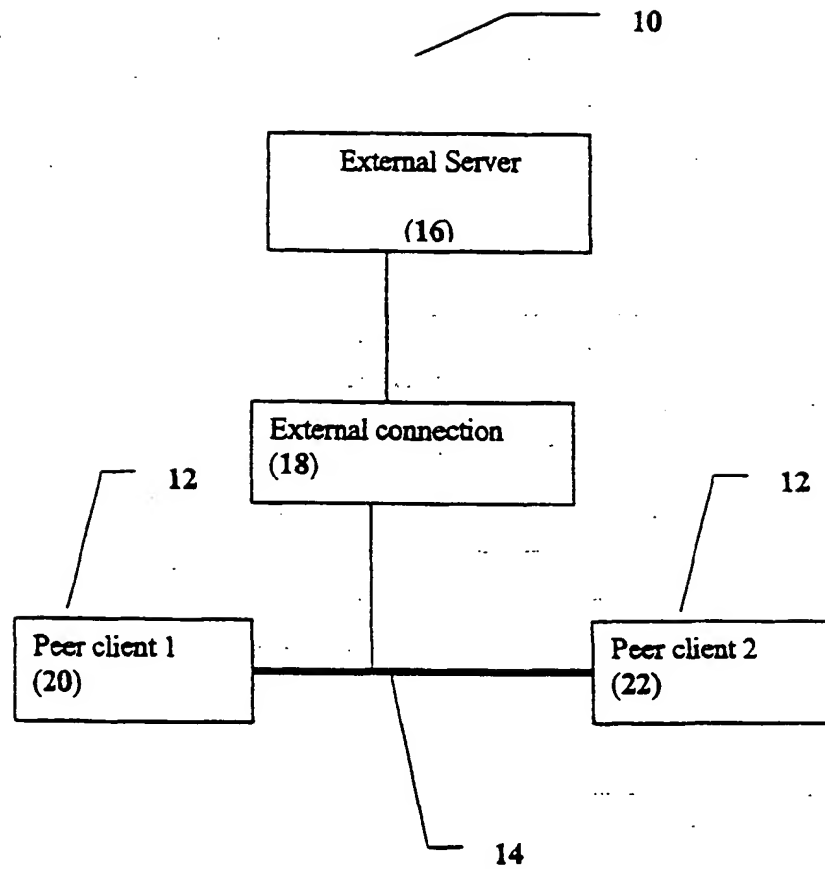 10
External Server
(16)
External connection
(18)
12
12
Peer client 1
(20)
Peer client 2
(22)
14